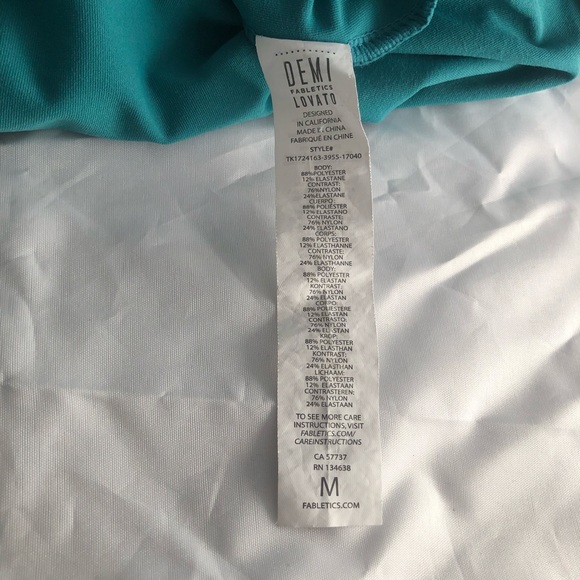 DEMI
FABLETICS
LOVATO
DESIGNED
IN CALIFORNIA
MADE IN CHINA
FABRIQUÉ EN CHINE
STYLE#
TK1724163-3955-17040
BODY:
88% POLYESTER
12% ELASTANE
CONTRAST:
76%NYLON
24%ELASTANE
CUERPO:
88% POLIÉSTER
12% ELASTANO
CONTRASTE:
76% NYLON
24% ELASTANO
CORPS:
88% POLYESTER
12% ELASTHANNE
CONTRASTE:
76% NYLON
24% ELASTHANNE
BODY:
88% POLYESTER
12% ELASTAN
KONTRAST:
76% NYLON
24% ELASTAN
CORPO:
88% POLIESTERE
12% ELASTAN
CONTRASTO:
76% NYLON
24% ELASTAN
KROP:
88% POLYESTER
12% ELASTHAN
KONTRAST:
76% NYLON
24% ELASTHAN
LICHAAM:
88% POLYESTER
12% ELASTAAN
CONTRASTEREN:
76% NYLON
24% ELASTAAN
TO SEE MORE CARE
INSTRUCTIONS, VISIT
FABLETICS.COM/
CAREINSTRUCTIONS
CA 57737
RN 134638
M
FABLETICS.COM